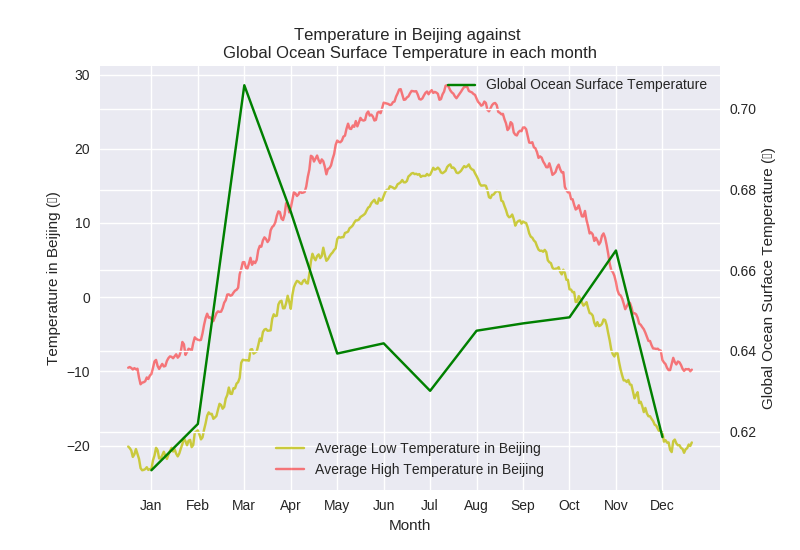 Temperature in Beijing against
Global Ocean Surface Temperature in each month
Global Ocean Surface Temperature
30
20
10
0
−10
−20
Temperature in Beijing (▯)
0.70
0.68
0.66
0.64
0.62
Global Ocean Surface Temperature (▯)
Average Low Temperature in Beijing
Average High Temperature in Beijing
Jan Feb Mar Apr May Jun Jul Aug Sep Oct Nov Dec
Month